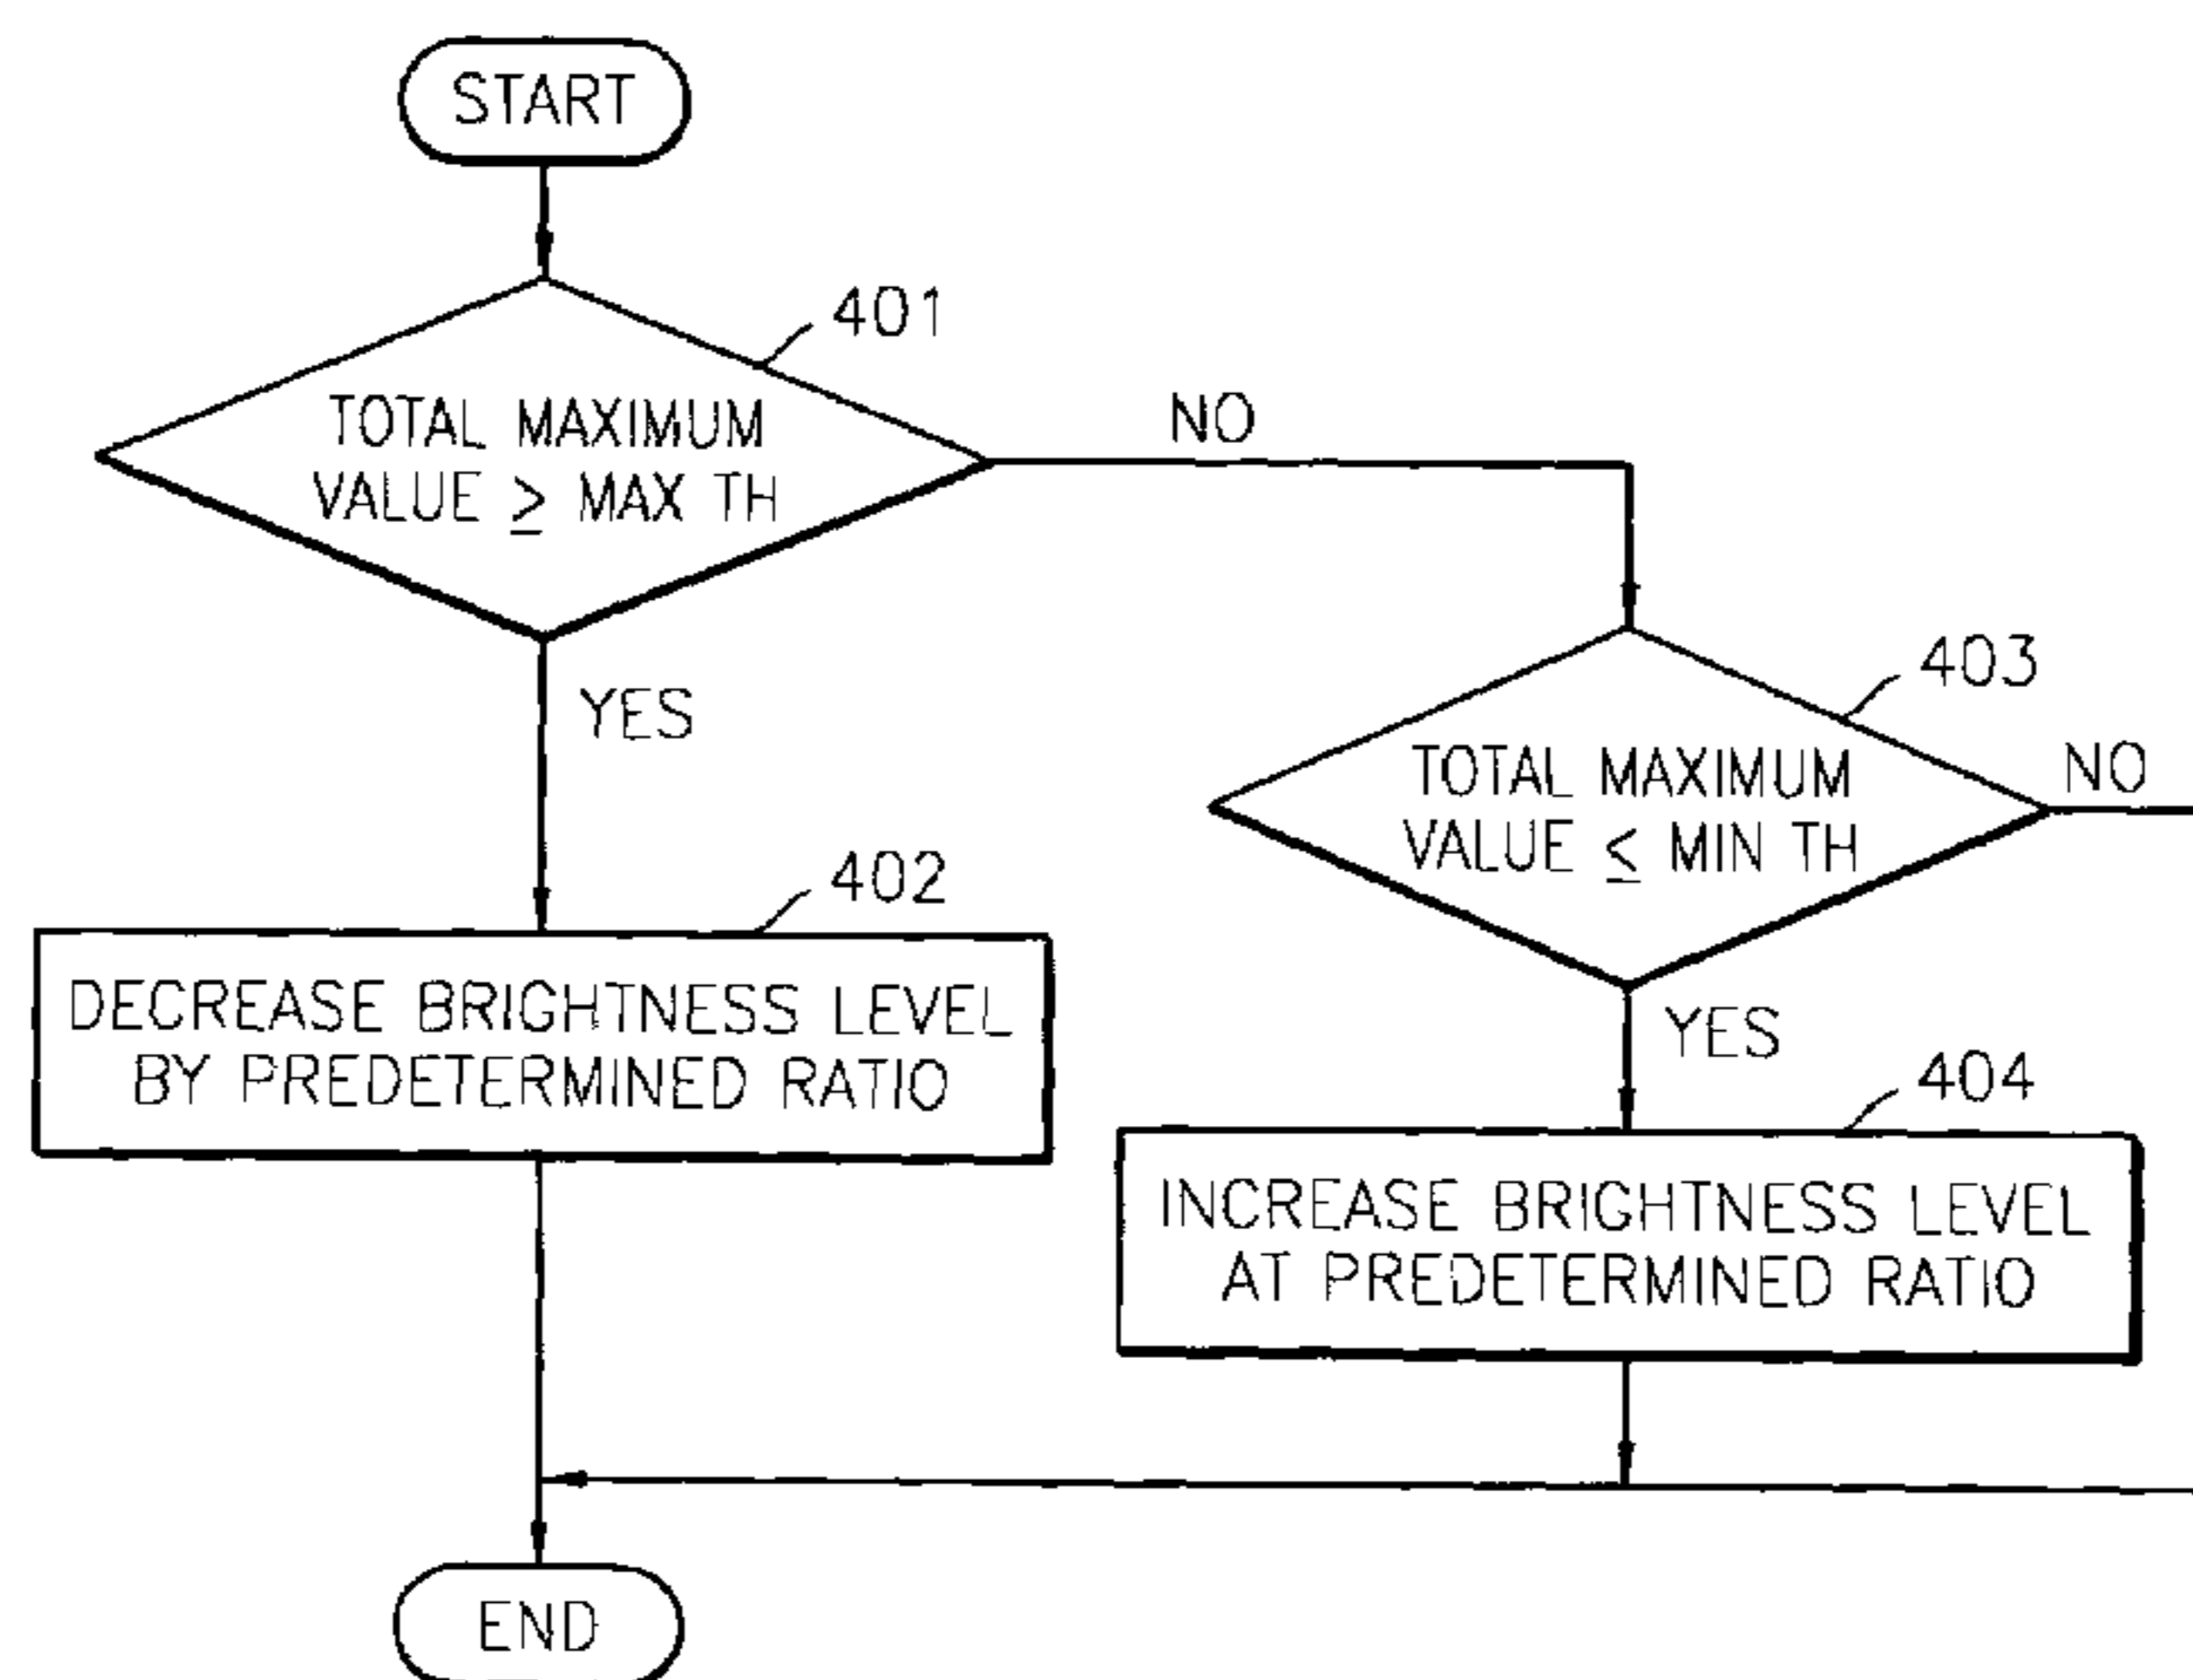 START
401
TOTAL MAXIMUM
VALUE ≥ MAX TH
NO
YES
403
TOTAL MAXIMUM
VALUE ≤ MIN TH
NO
402
DECREASE BRIGHTNESS LEVEL
BY PREDETERMINED RATIO
YES
404
INCREASE BRIGHTNESS LEVEL
AT PREDETERMINED RATIO
END